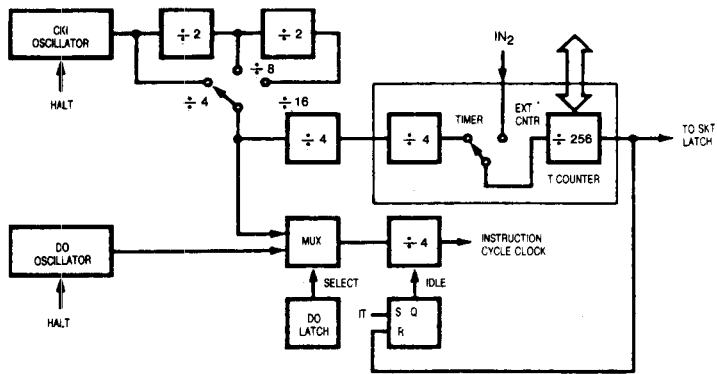 CKI
OSCILLATOR
HALT
÷ 2
÷ 2
÷ 8
÷ 4
÷ 16
÷ 4
÷ 4
TIMER
IN2
EXT
CNTR
÷ 256
T COUNTER
TO SKT
LATCH
DO
OSCILLATOR
HALT
MUX
SELECT
DO
LATCH
÷ 4
INSTRUCTION
CYCLE CLOCK
IDLE
IT
S Q
R